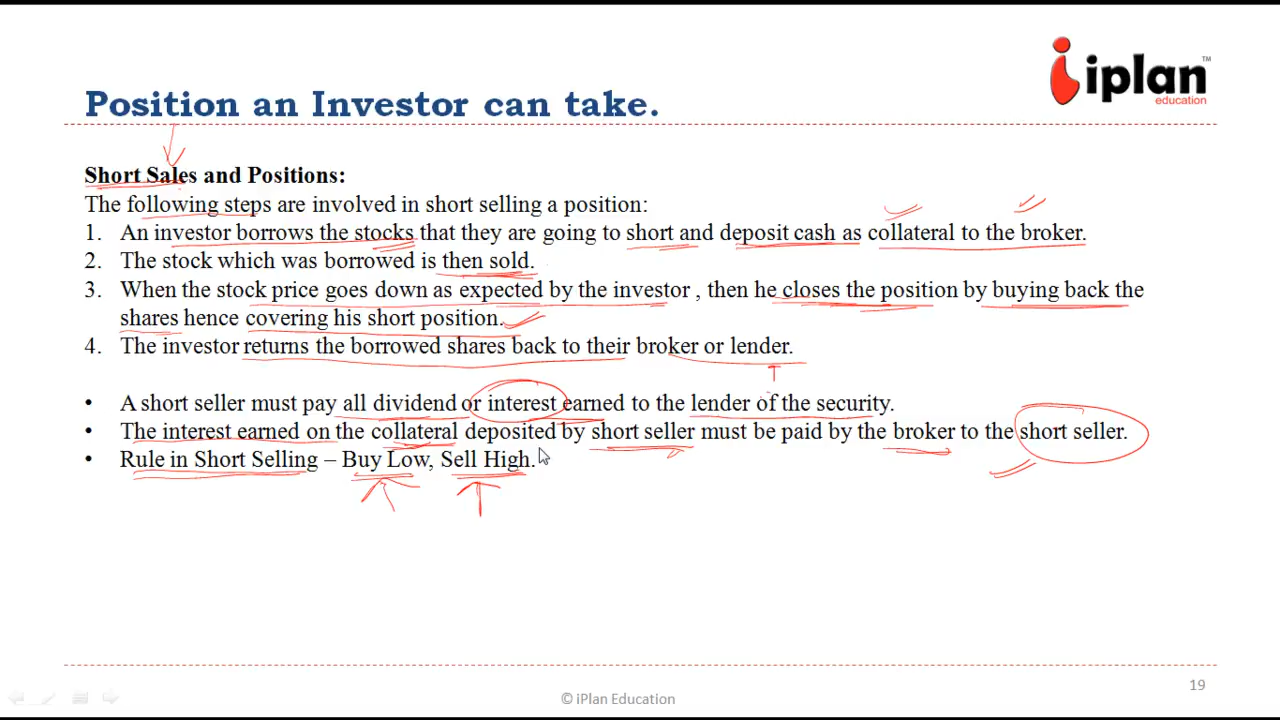 iplan™
education
Position an Investor can take.
Short Sales and Positions:
The following steps are involved in short selling a position:
1. An investor borrows the stocks that they are going to short and deposit cash as collateral to the broker.
2. The stock which was borrowed is then sold.
3. When the stock price goes down as expected by the investor , then he closes the position by buying back the
shares hence covering his short position.
4. The investor returns the borrowed shares back to their broker or lender.
• A short seller must pay all dividend or interest earned to the lender of the security.
• The interest earned on the collateral deposited by short seller must be paid by the broker to the short seller.
• Rule in Short Selling – Buy Low, Sell High.
© iPlan Education
19